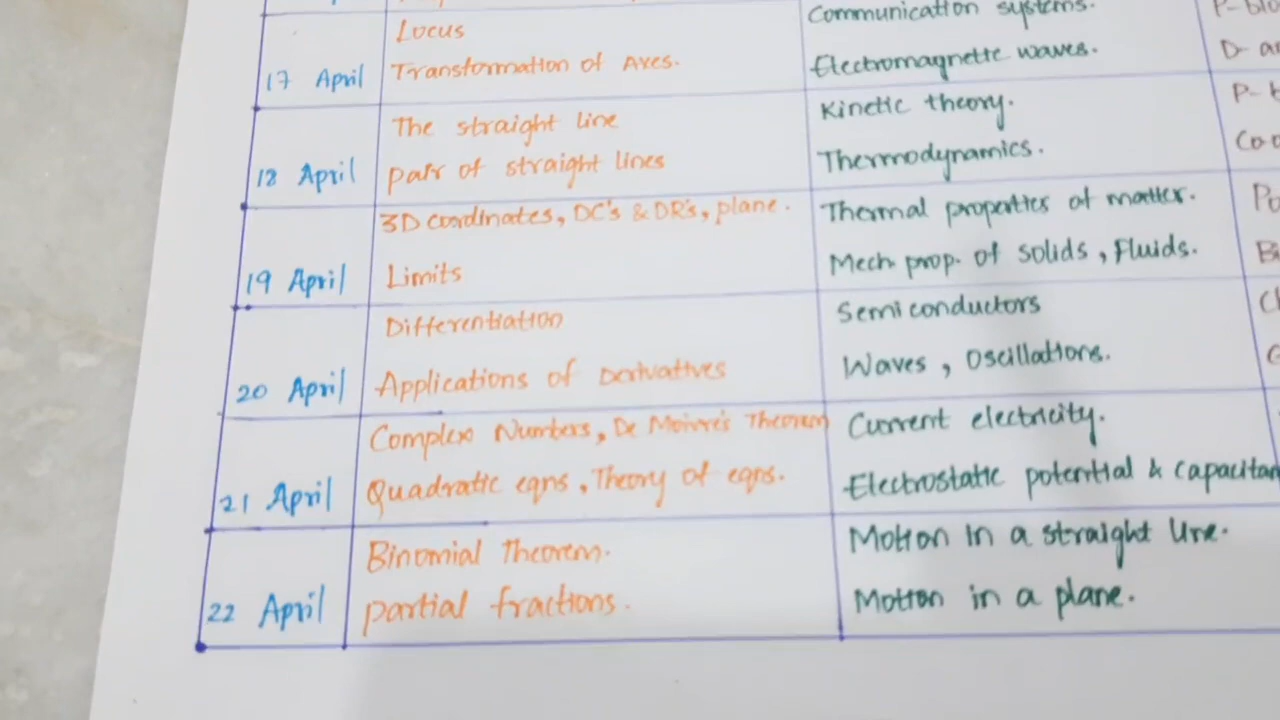 Communication systems.
Locus
17 April Transformation of Axes. Electromagnetic waves.
The straight line Kinetic theory.
18 April pair of straight lines Thermodynamics.
3D coordinates, DC's & DR's, plane. Thermal properties of matter.
19 April Limits Mech. prop. of solids, Fluids.
Differentiation Semiconductors
20 April Applications of Derivatives Waves, Oscillations.
Complex Numbers, De Moivre's Theorem Current electricity.
21 April Quadratic eqns, Theory of eqns. Electrostatic potential &
Binomial Theorem. Motion in a straight line.
22 April partial fractions. Motion in a plane.